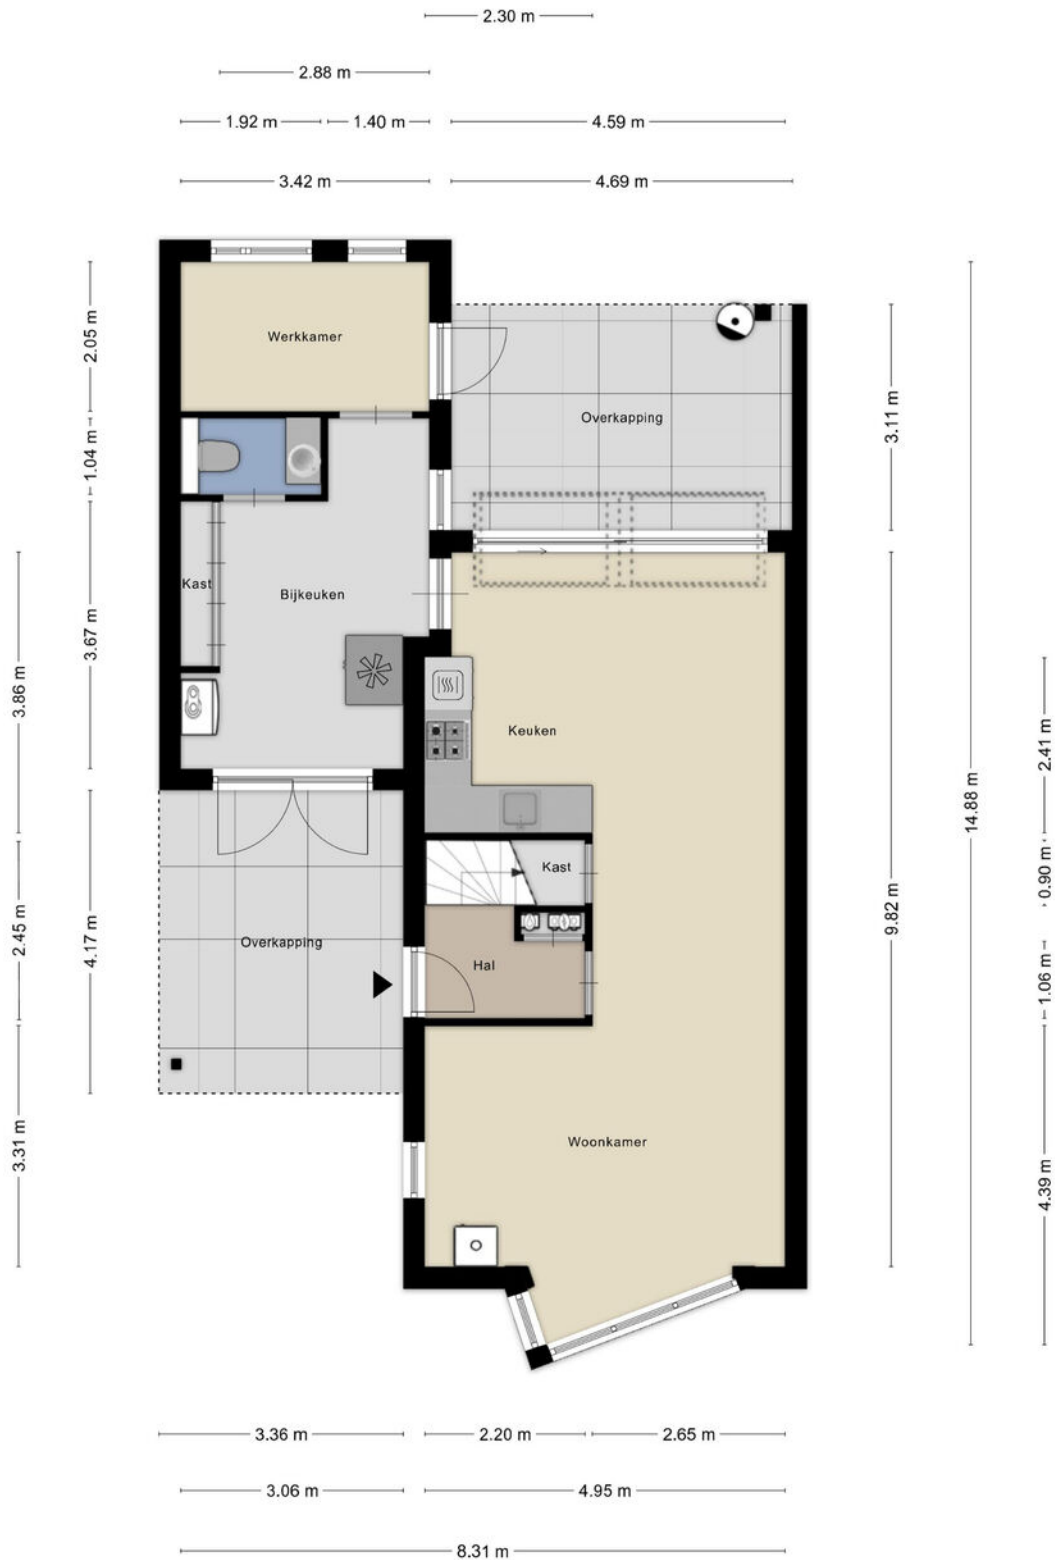 2.30 m
2.88 m
1.92 m
1.40 m
4.59 m
3.42 m
4.69 m
2.05 m
1.04 m
3.67 m
4.17 m
3.86 m
2.45 m
3.31 m
Werkkamer
Overkapping
Kast
Bijkeuken
Keuken
Kast
Overkapping
Hal
Woonkamer
3.11 m
9.82 m
14.88 m
2.41 m
0.90 m
1.06 m
4.39 m
3.36 m
2.20 m
2.65 m
3.06 m
4.95 m
8.31 m